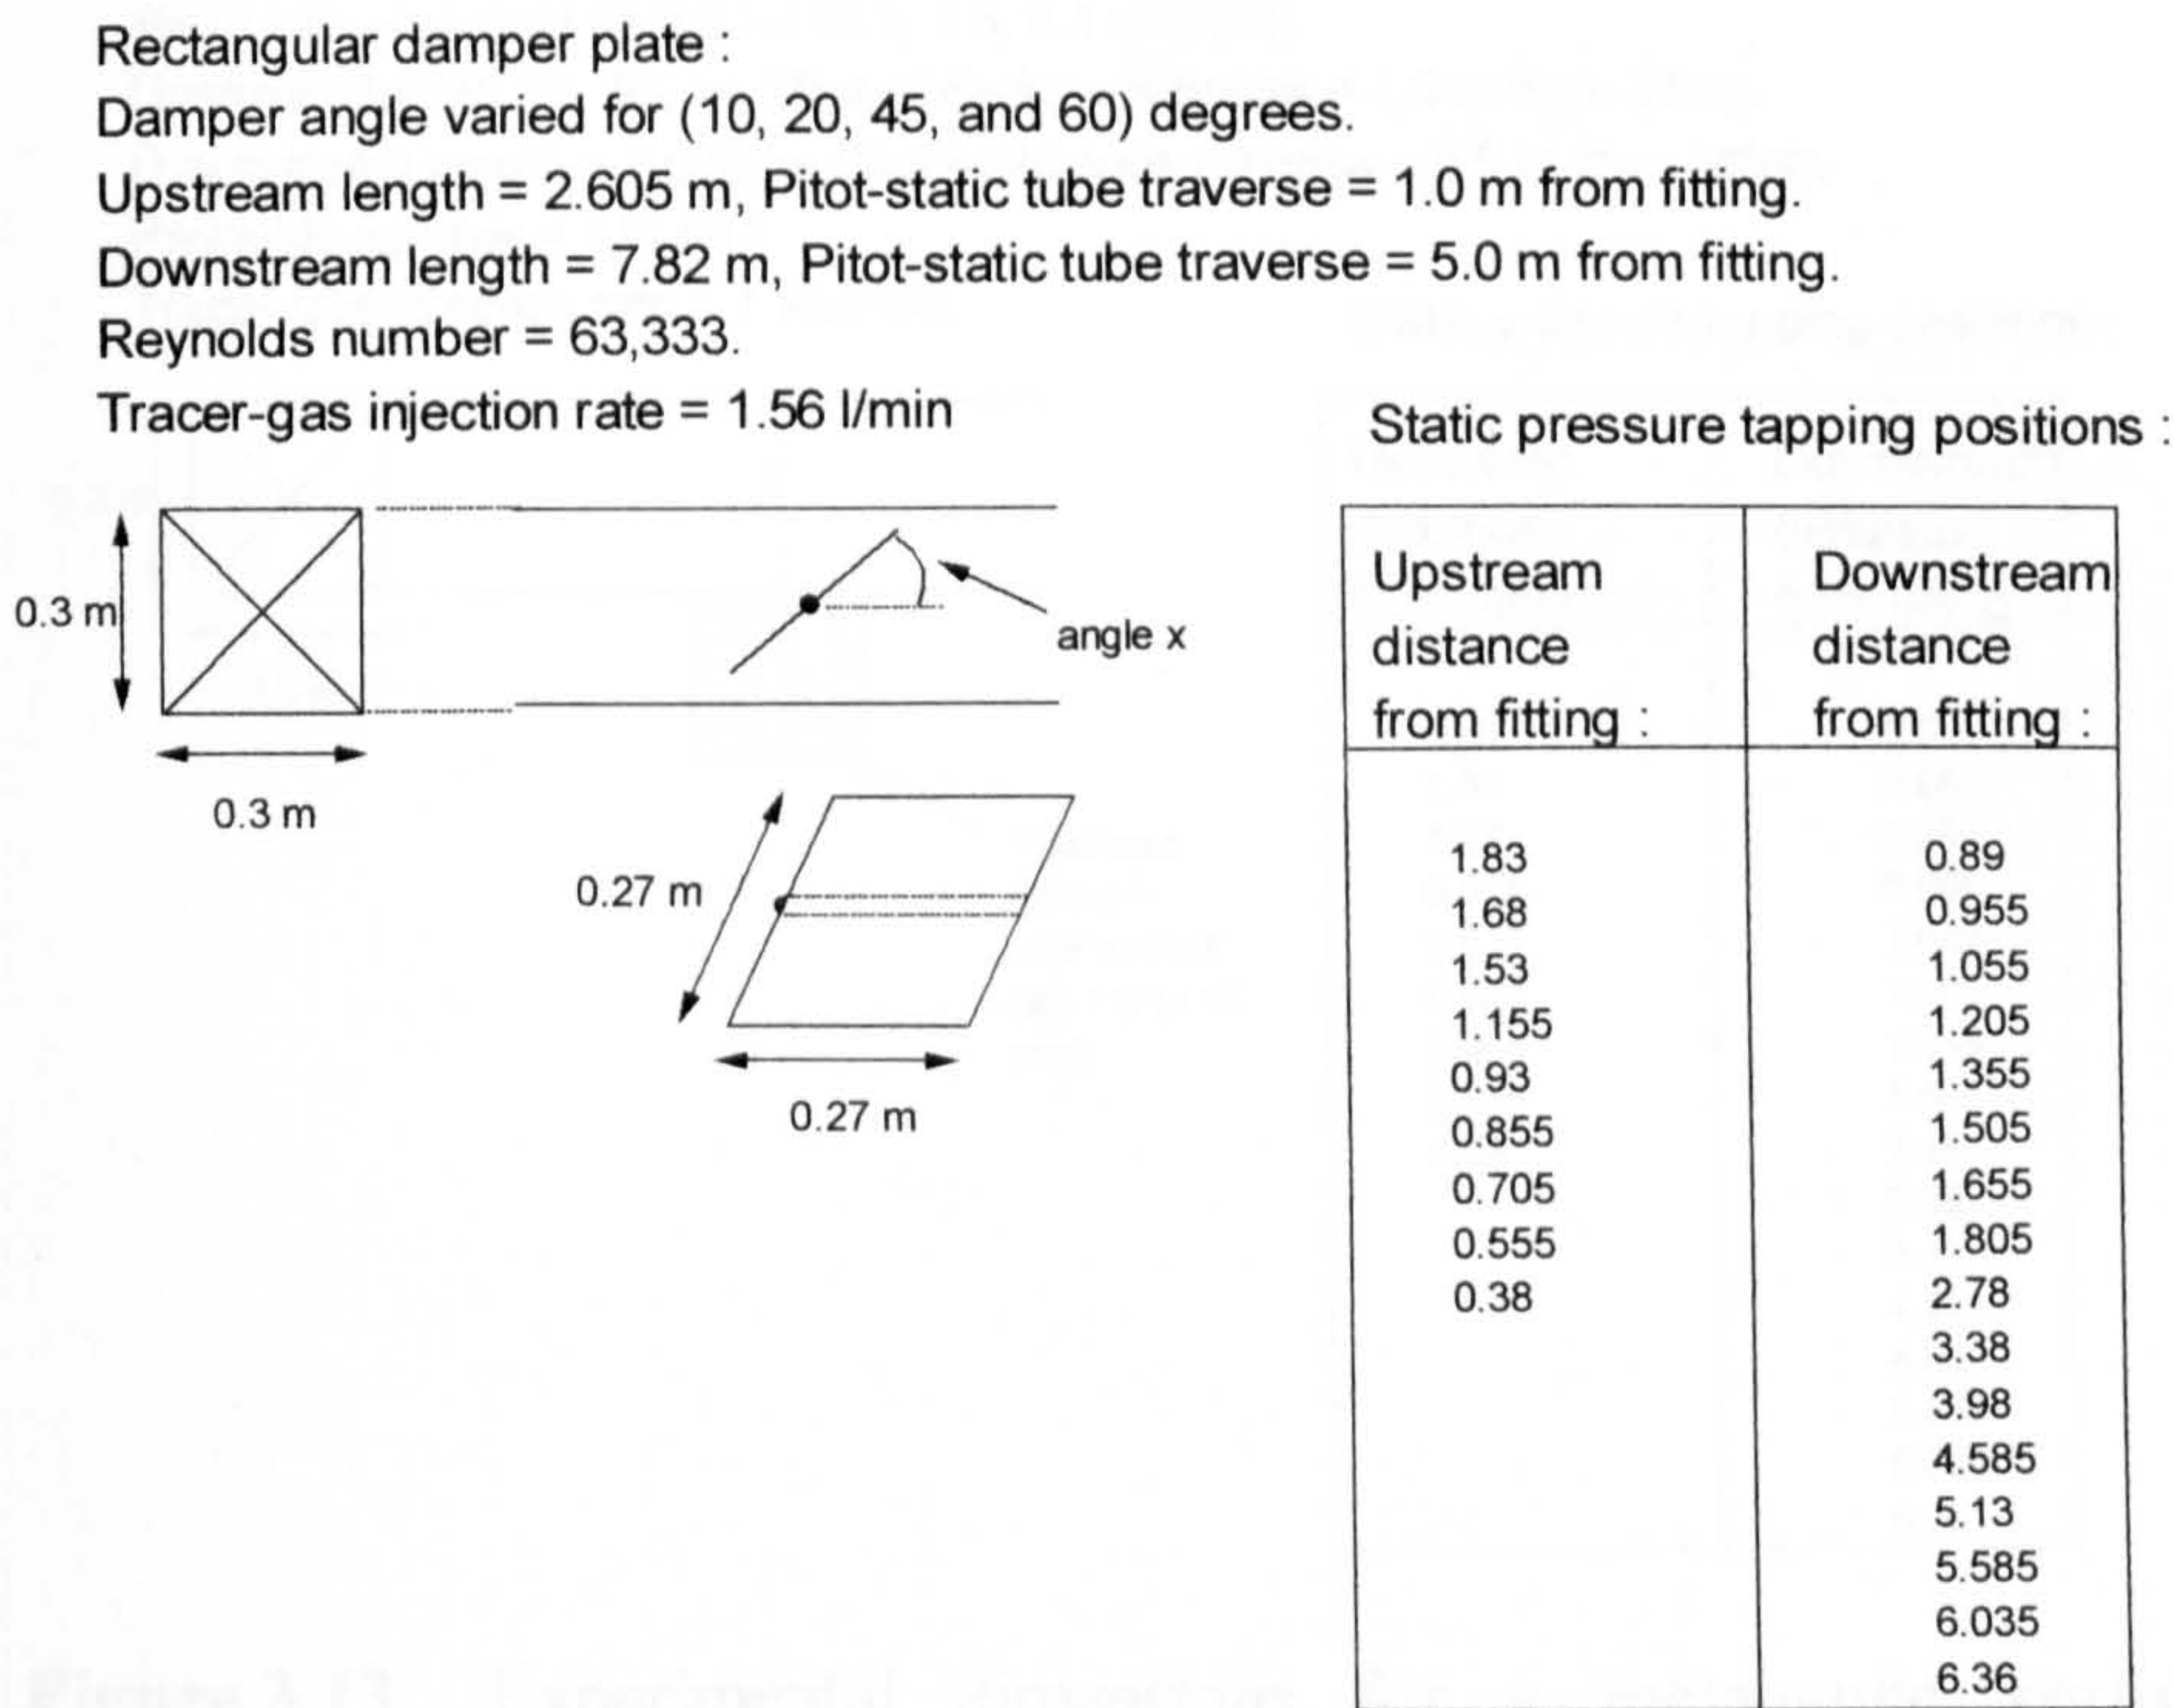 Rectangular damper plate :
Damper angle varied for (10, 20, 45, and 60) degrees.
Upstream length = 2.605 m, Pitot-static tube traverse = 1.0 m from fitting.
Downstream length = 7.82 m, Pitot-static tube traverse = 5.0 m from fitting.
Reynolds number = 63,333.
Tracer-gas injection rate = 1.56 l/min
0.3 m
0.3 m
angle x
0.27 m
0.27 m
Static pressure tapping positions :
Upstream
distance
from fitting :
Downstream
distance
from fitting :
1.83 0.89
1.68 0.955
1.53 1.055
1.155 1.205
0.93 1.355
0.855 1.505
0.705 1.655
0.555 1.805
0.38 2.78
3.38
3.98
4.585
5.13
5.585
6.035
6.36